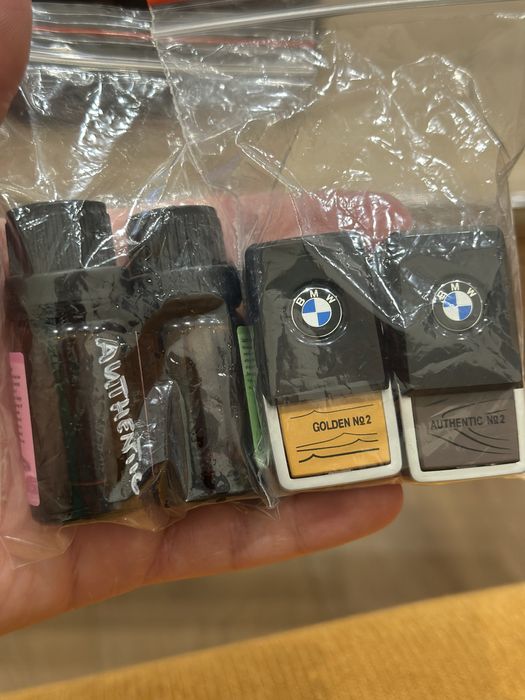 AUTHENTIC
BMW
GOLDEN №2
BMW
AUTHENTIC №2